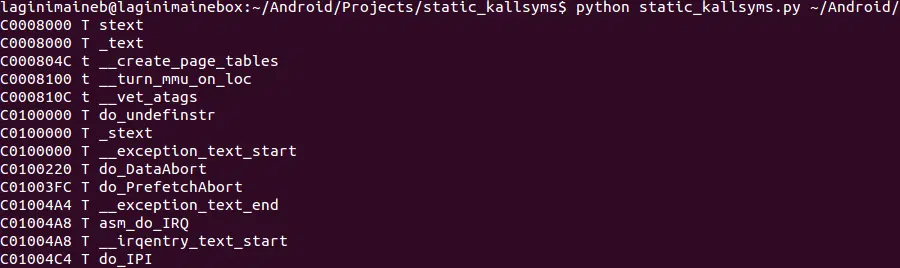 laginimaineb@laginimainebox:~/Android/Projects/static_kallsyms$ python static_kallsyms.py ~/Android/
C0008000 T stext
C0008000 T _text
C000804C t __create_page_tables
C0008100 t __turn_mmu_on_loc
C000810C t __vet_atags
C0100000 T do_undefinstr
C0100000 T _stext
C0100000 T __exception_text_start
C0100220 T do_DataAbort
C01003FC T do_PrefetchAbort
C01004A4 T __exception_text_end
C01004A8 T asm_do_IRQ
C01004A8 T __irqentry_text_start
C01004C4 T do_IPI